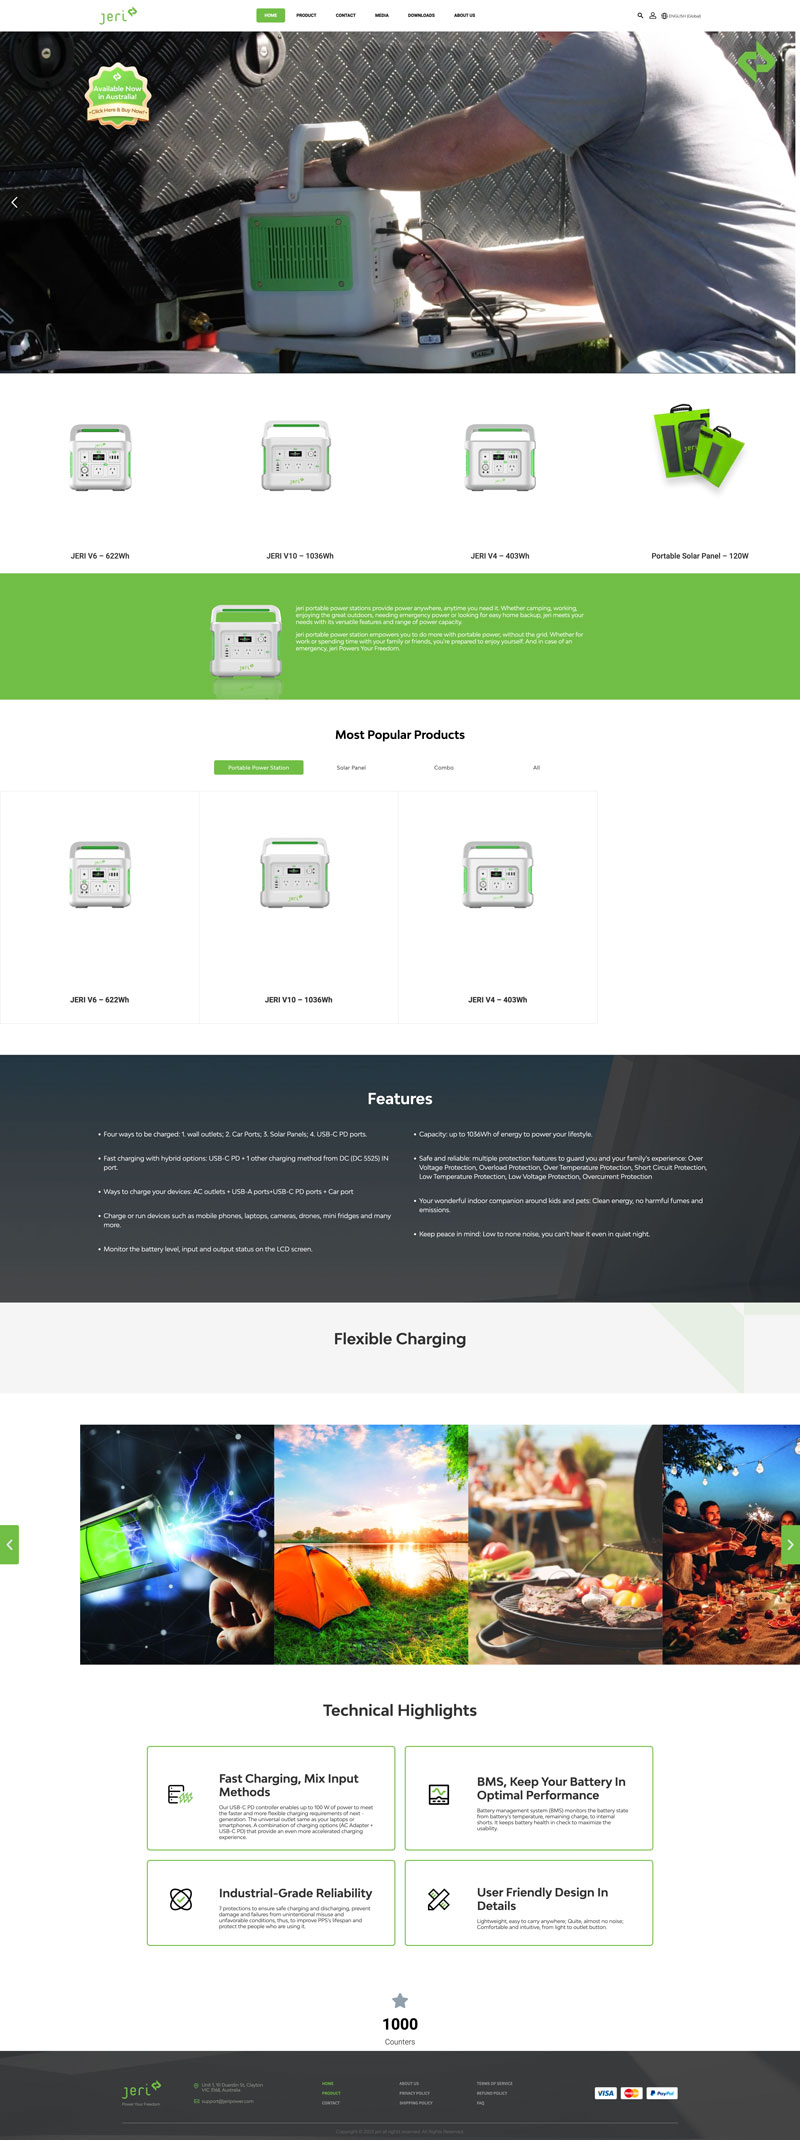 jeri
HOME
PRODUCT
CONTACT
MEDIA
DOWNLOADS
ABOUT US
ENGLISH (Global)
Available Now
in Australia!
Click Here & Buy Now!
LIFETIME
jeri
JERI V6 – 622Wh
JERI V10 – 1036Wh
JERI V4 – 403Wh
Portable Solar Panel – 120W
jeri portable power stations provide power anywhere, anytime you need it. Whether camping, working,
enjoying the great outdoors, needing emergency power or looking for easy home backup; jeri meets your
needs with its versatile features and range of power capacity.
jeri portable power station empowers you to do more with portable power, without the grid. Whether for
work or spending time with your family or friends, you're prepared to enjoy yourself. And in case of an
emergency, jeri Powers Your Freedom.
jeri
Most Popular Products
Portable Power Station
Solar Panel
Combo
All
jeri
jeri
jeri
JERI V6 – 622Wh
JERI V10 – 1036Wh
JERI V4 – 403Wh
Features
• Four ways to be charged: 1. wall outlets; 2. Car Ports; 3. Solar Panels; 4. USB-C PD ports.
• Fast charging with hybrid options: USB-C PD + 1 other charging method from DC (DC 5525) IN
port.
• Ways to charge your devices: AC outlets + USB-A ports+USB-C PD ports + Car port
• Charge or run devices such as mobile phones, laptops, cameras, drones, mini fridges and many
more.
• Monitor the battery level, input and output status on the LCD screen.
• Capacity: up to 1036Wh of energy to power your lifestyle.
• Safe and reliable: multiple protection features to guard you and your family's experience: Over
Voltage Protection, Overload Protection, Over Temperature Protection, Short Circuit Protection,
Low Temperature Protection, Low Voltage Protection, Overcurrent Protection
• Your wonderful indoor companion around kids and pets: Clean energy, no harmful fumes and
emissions.
• Keep peace in mind: Low to none noise, you can't hear it even in quiet night.
Flexible Charging
Technical Highlights
Fast Charging, Mix Input
Methods
Our USB-C PD controller enables up to 100 W of power to meet
the faster and more flexible charging requirements of next
generation. The universal outlet same as your laptops or
smartphones. A combination of charging options (AC Adapter +
USB-C PD) that provide an even more accelerated charging
experience.
BMS, Keep Your Battery In
Optimal Performance
Battery management system (BMS) monitors the battery state
from battery's temperature, remaining charge, to internal
shorts. It keeps battery health in check to maximize the
usability.
Industrial-Grade Reliability
7 protections to ensure safe charging and discharging, prevent
damage and failures from unintentional misuse and
unfavorable conditions, thus, to improve PPS's lifespan and
protect the people who are using it.
User Friendly Design In
Details
Lightweight, easy to carry anywhere; Quite, almost no noise;
Comfortable and intuitive, from light to outlet button.
1000
Counters
jeri
Power Your Freedom
Unit 1, 10 Duerdin St, Clayton
VIC 3168, Australia
support@jeripower.com
HOME
PRODUCT
CONTACT
ABOUT US
PRIVACY POLICY
SHIPPING POLICY
TERMS OF SERVICE
REFUND POLICY
FAQ
VISA
MasterCard
PayPal